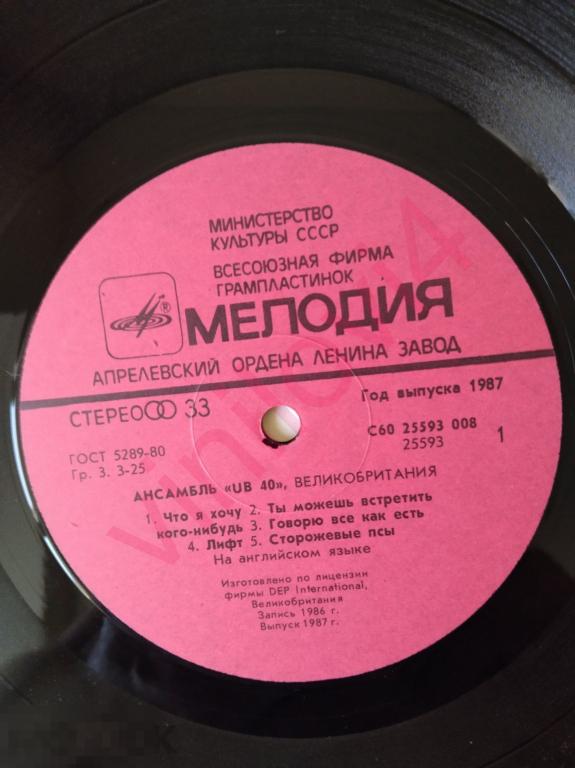 МИНИСТЕРСТВО
КУЛЬТУРЫ СССР
ВСЕСОЮЗНАЯ ФИРМА
ГРАМПЛАСТИНОК
®
МЕЛОДИЯ
АПРЕЛЕВСКИЙ ОРДЕНА ЛЕНИНА ЗАВОД
СТЕРЕО 33
Год выпуска 1987
ГОСТ 5289-80
Гр. 3. 3-25
С60 25593 008
25593
1
АНСАМБЛЬ «UB 40», ВЕЛИКОБРИТАНИЯ
1. Что я хочу 2. Ты можешь встретить
кого-нибудь 3. Говорю все как есть
4. Лифт 5. Сторожевые псы
На английском языке
Изготовлено по лицензии
фирмы DEP International,
Великобритания
Запись 1986 г.
Выпуск 1987 г.